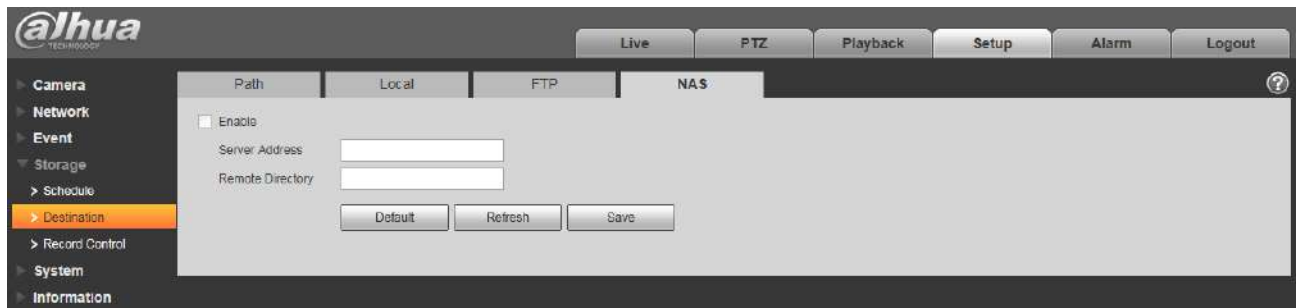 alhua
TECHNOLOGY
Live
PTZ
Playback
Setup
Alarm
Logout
Camera
Network
Event
Storage
> Schedule
> Destination
> Record Control
System
Information
Path
Local
FTP
NAS
?
Enable
Server Address
Remote Directory
Default
Refresh
Save